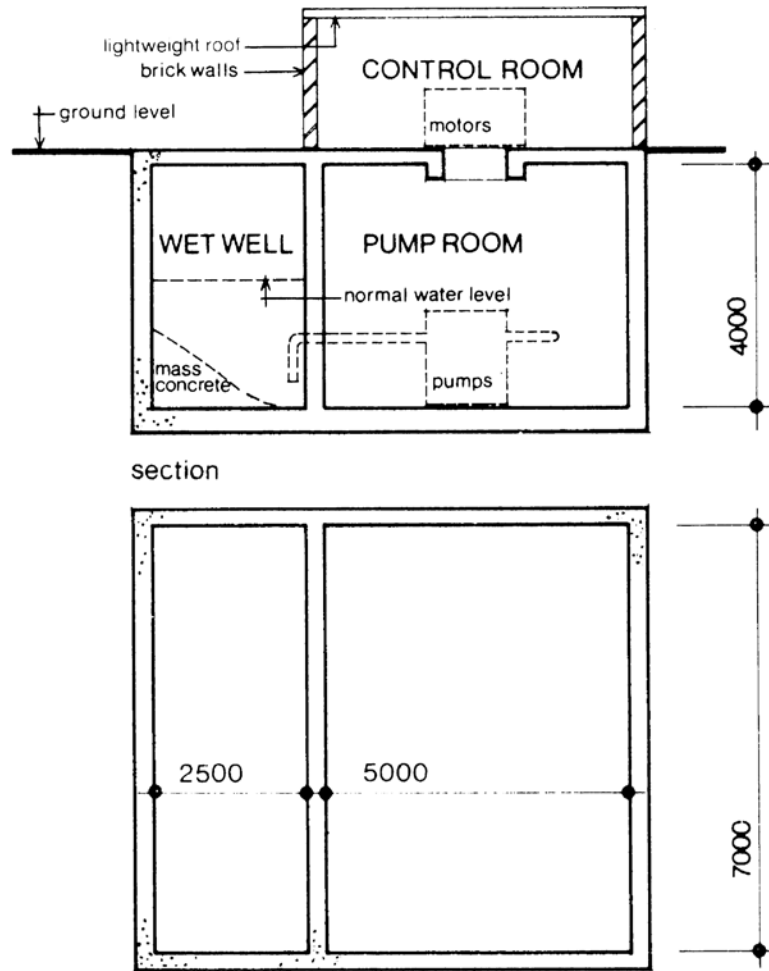 lightweight roof
brick walls
CONTROL ROOM
ground level
motors
WET WELL
PUMP ROOM
normal water level
mass
concrete
pumps
4000
section
2500
5000
7000